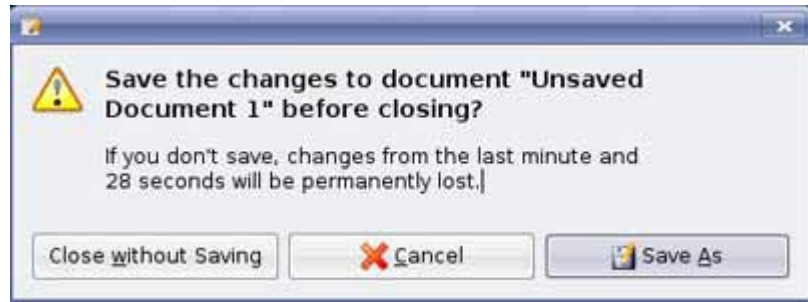 Save the changes to document "Unsaved
Document 1" before closing?
If you don't save, changes from the last minute and
28 seconds will be permanently lost.
Close without Saving
Cancel
Save As